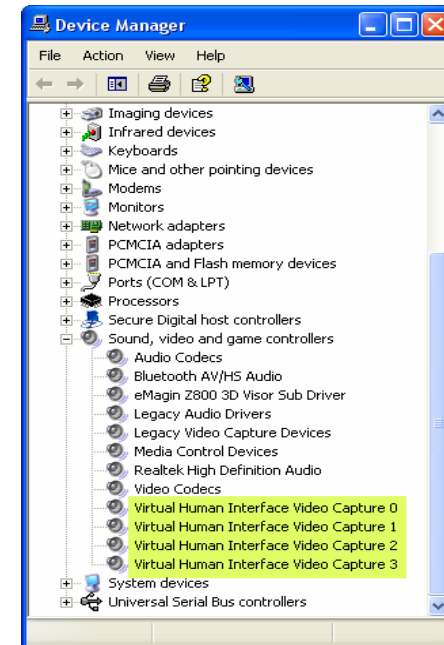 Device Manager
File Action View Help
Imaging devices
Infrared devices
Keyboards
Mice and other pointing devices
Modems
Monitors
Network adapters
PCMCIA adapters
PCMCIA and Flash memory devices
Ports (COM & LPT)
Processors
Secure Digital host controllers
Sound, video and game controllers
Audio Codecs
Bluetooth AV/HS Audio
eMagin Z800 3D Visor Sub Driver
Legacy Audio Drivers
Legacy Video Capture Devices
Media Control Devices
Realtek High Definition Audio
Video Codecs
Virtual Human Interface Video Capture 0
Virtual Human Interface Video Capture 1
Virtual Human Interface Video Capture 2
Virtual Human Interface Video Capture 3
System devices
Universal Serial Bus controllers